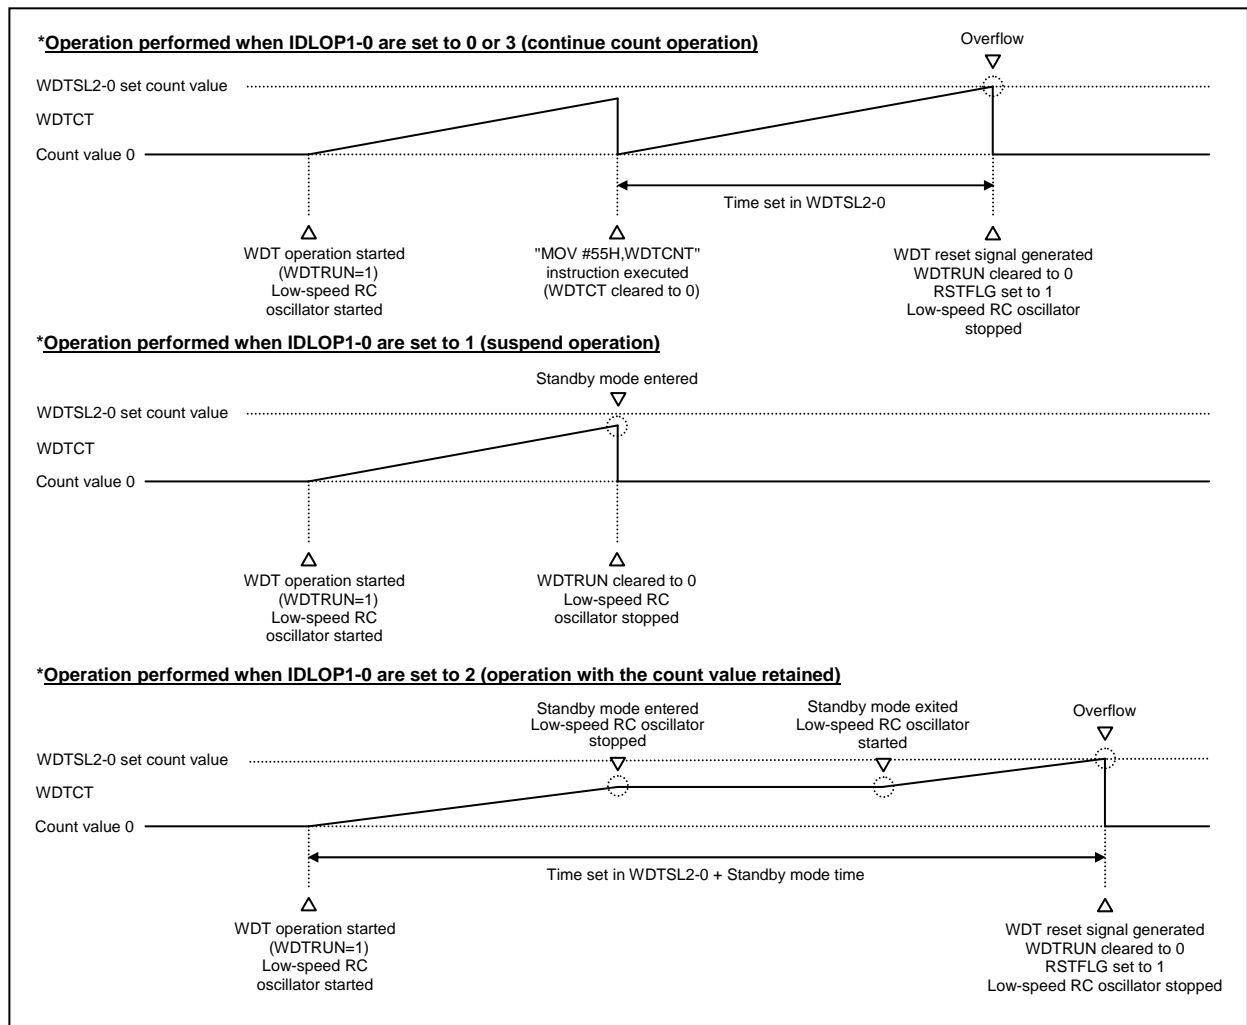 *Operation performed when IDLOP1-0 are set to 0 or 3 (continue count operation)
Overflow
WDTSL2-0 set count value
WDTCT
Count value 0
Time set in WDTSL2-0
WDT operation started
(WDTRUN=1)
Low-speed RC
oscillator started
"MOV #55H,WDTCNT"
instruction executed
(WDTCT cleared to 0)
WDT reset signal generated
WDTRUN cleared to 0
RSTFLG set to 1
Low-speed RC oscillator
stopped
*Operation performed when IDLOP1-0 are set to 1 (suspend operation)
Standby mode entered
WDTSL2-0 set count value
WDTCT
Count value 0
WDT operation started
(WDTRUN=1)
Low-speed RC
oscillator started
WDTRUN cleared to 0
Low-speed RC
oscillator stopped
*Operation performed when IDLOP1-0 are set to 2 (operation with the count value retained)
Standby mode entered
Low-speed RC oscillator
stopped
Standby mode exited
Low-speed RC oscillator
started
Overflow
WDTSL2-0 set count value
WDTCT
Count value 0
Time set in WDTSL2-0 + Standby mode time
WDT operation started
(WDTRUN=1)
Low-speed RC
oscillator started
WDT reset signal generated
WDTRUN cleared to 0
RSTFLG set to 1
Low-speed RC oscillator stopped